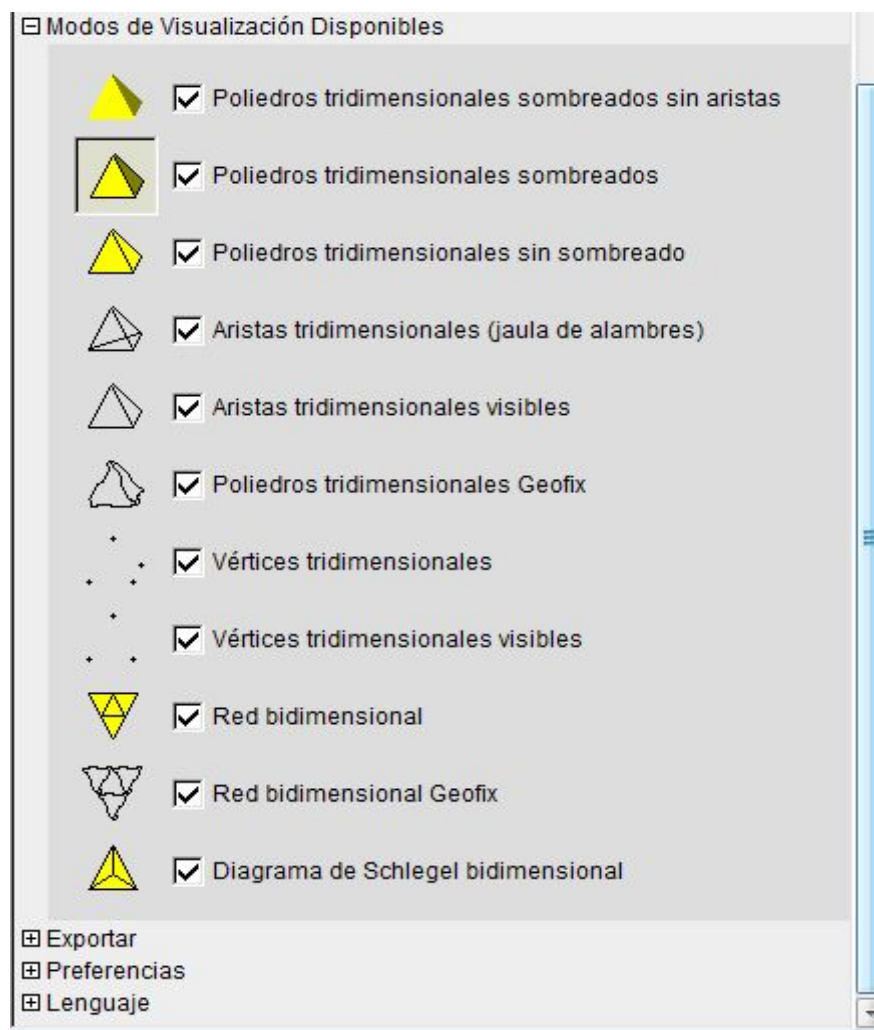 Modos de Visualización Disponibles
Poliedros tridimensionales sombreados sin aristas
Poliedros tridimensionales sombreados
Poliedros tridimensionales sin sombreado
Aristas tridimensionales (jaula de alambres)
Aristas tridimensionales visibles
Poliedros tridimensionales Geofix
Vértices tridimensionales
Vértices tridimensionales visibles
Red bidimensional
Red bidimensional Geofix
Diagrama de Schlegel bidimensional
Exportar
Preferencias
Lenguaje